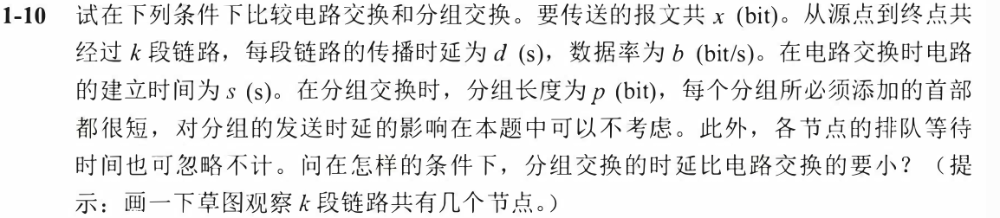 1-10 试在下列条件下比较电路交换和分组交换。要传送的报文共 x (bit)。从源点到终点共
经过 k 段链路，每段链路的传播时延为 d (s)，数据率为 b (bit/s)。在电路交换时电路
的建立时间为 s (s)。在分组交换时，分组长度为 p (bit)，每个分组所必须添加的首部
都很短，对分组的发送时延的影响在本题中可以不考虑。此外，各节点的排队等待
时间也可忽略不计。问在怎样的条件下，分组交换的时延比电路交换的要小？（提
示：画一下草图观察 k 段链路共有几个节点。）